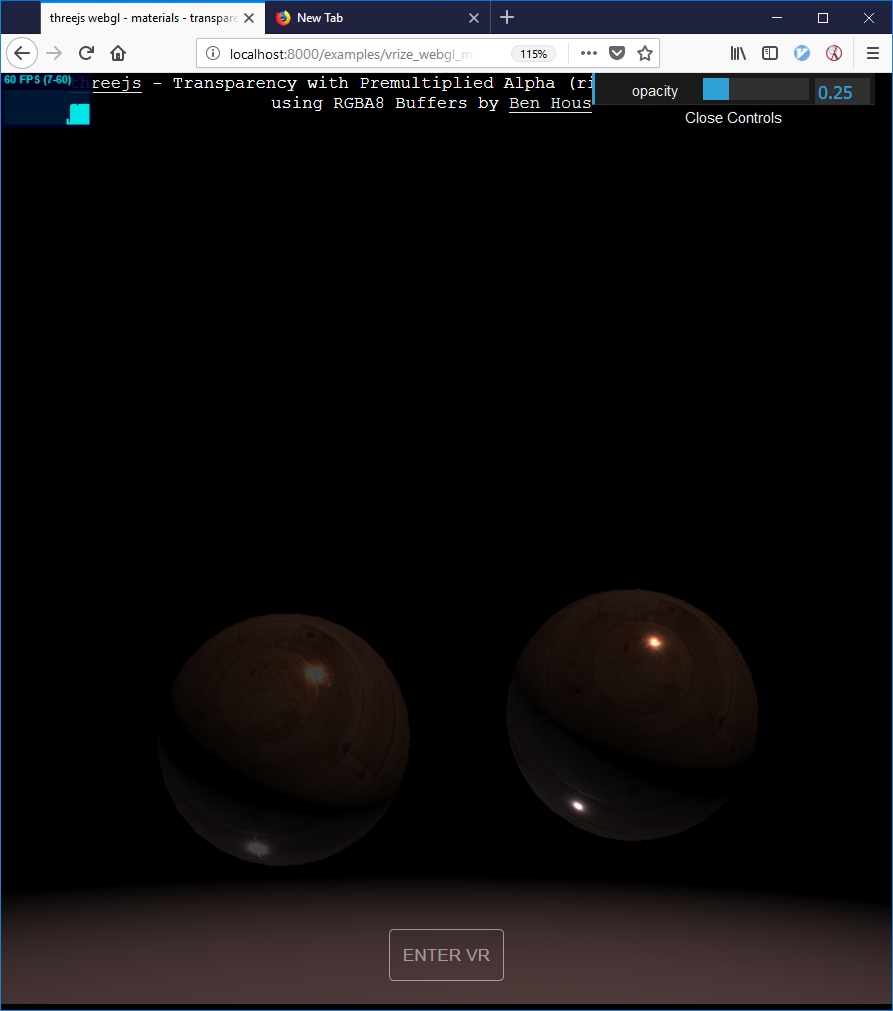 threejs webgl - materials - transpare
New Tab
localhost:8000/examples/vrize_webgl_m
115%
60 FPS (7-60)
threejs - Transparency with Premultiplied Alpha (ri
using RGBA8 Buffers by Ben Hous
opacity
0.25
Close Controls
ENTER VR